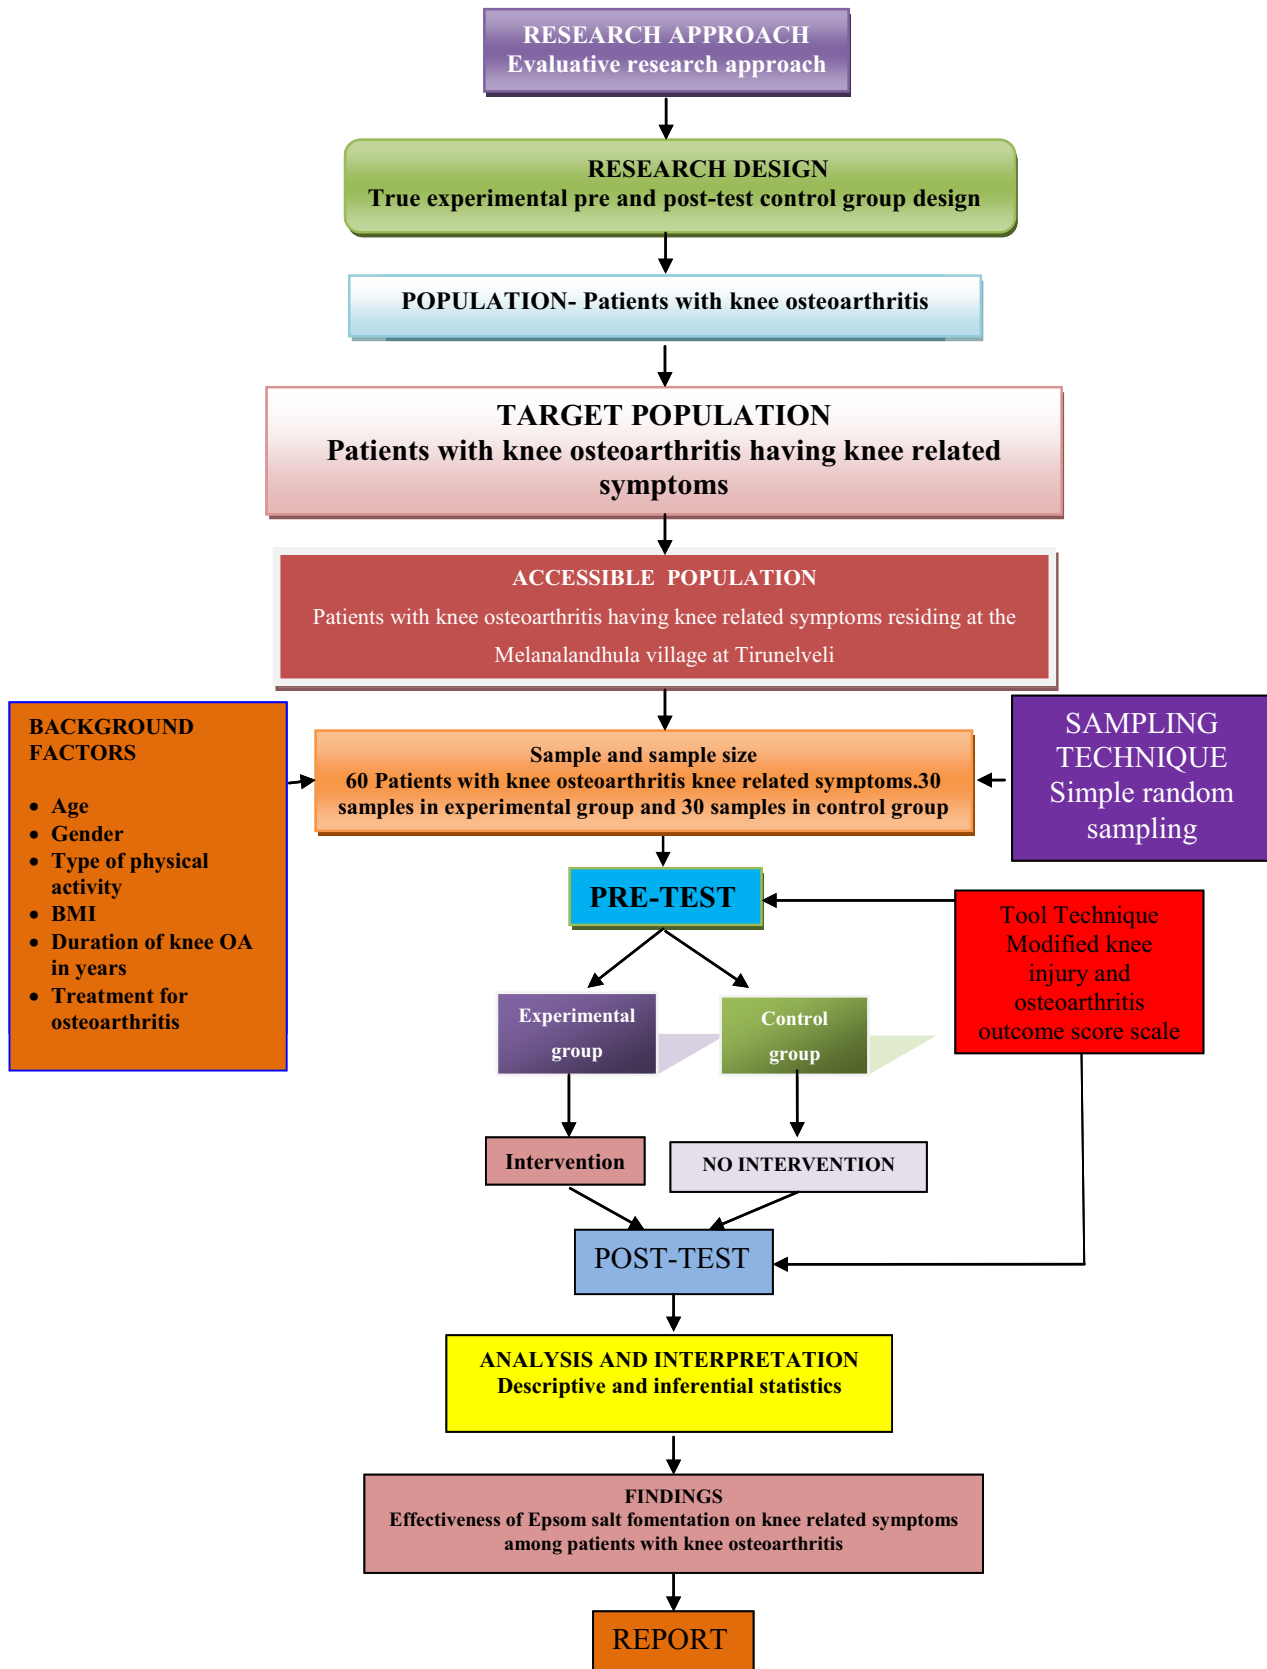 RESEARCH APPROACH
Evaluative research approach
RESEARCH DESIGN
True experimental pre and post-test control group design
POPULATION- Patients with knee osteoarthritis
TARGET POPULATION
Patients with knee osteoarthritis having knee related
symptoms
ACCESSIBLE POPULATION
Patients with knee osteoarthritis having knee related symptoms residing at the
Melanalandhula village at Tirunelveli
BACKGROUND
FACTORS
• Age
• Gender
• Type of physical
activity
• BMI
• Duration of knee OA
in years
• Treatment for
osteoarthritis
Sample and sample size
60 Patients with knee osteoarthritis knee related symptoms.30
samples in experimental group and 30 samples in control group
SAMPLING
TECHNIQUE
Simple random
sampling
PRE-TEST
Tool Technique
Modified knee
injury and
osteoarthritis
outcome score scale
Experimental
group
Control
group
Intervention
NO INTERVENTION
POST-TEST
ANALYSIS AND INTERPRETATION
Descriptive and inferential statistics
FINDINGS
Effectiveness of Epsom salt fomentation on knee related symptoms
among patients with knee osteoarthritis
REPORT